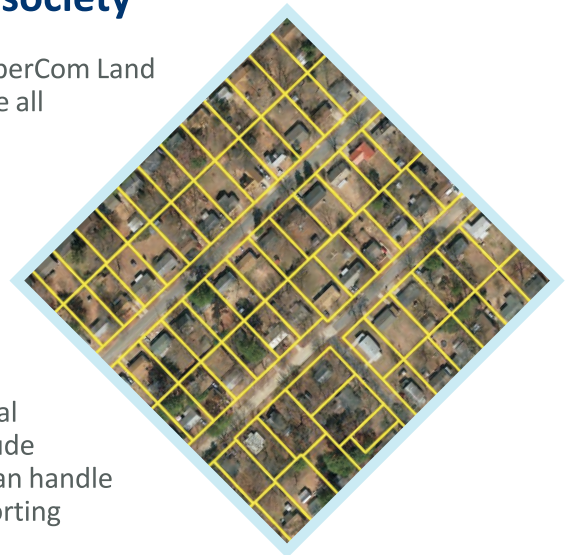 society
perCom Land
e all
al
ude
an handle
orting